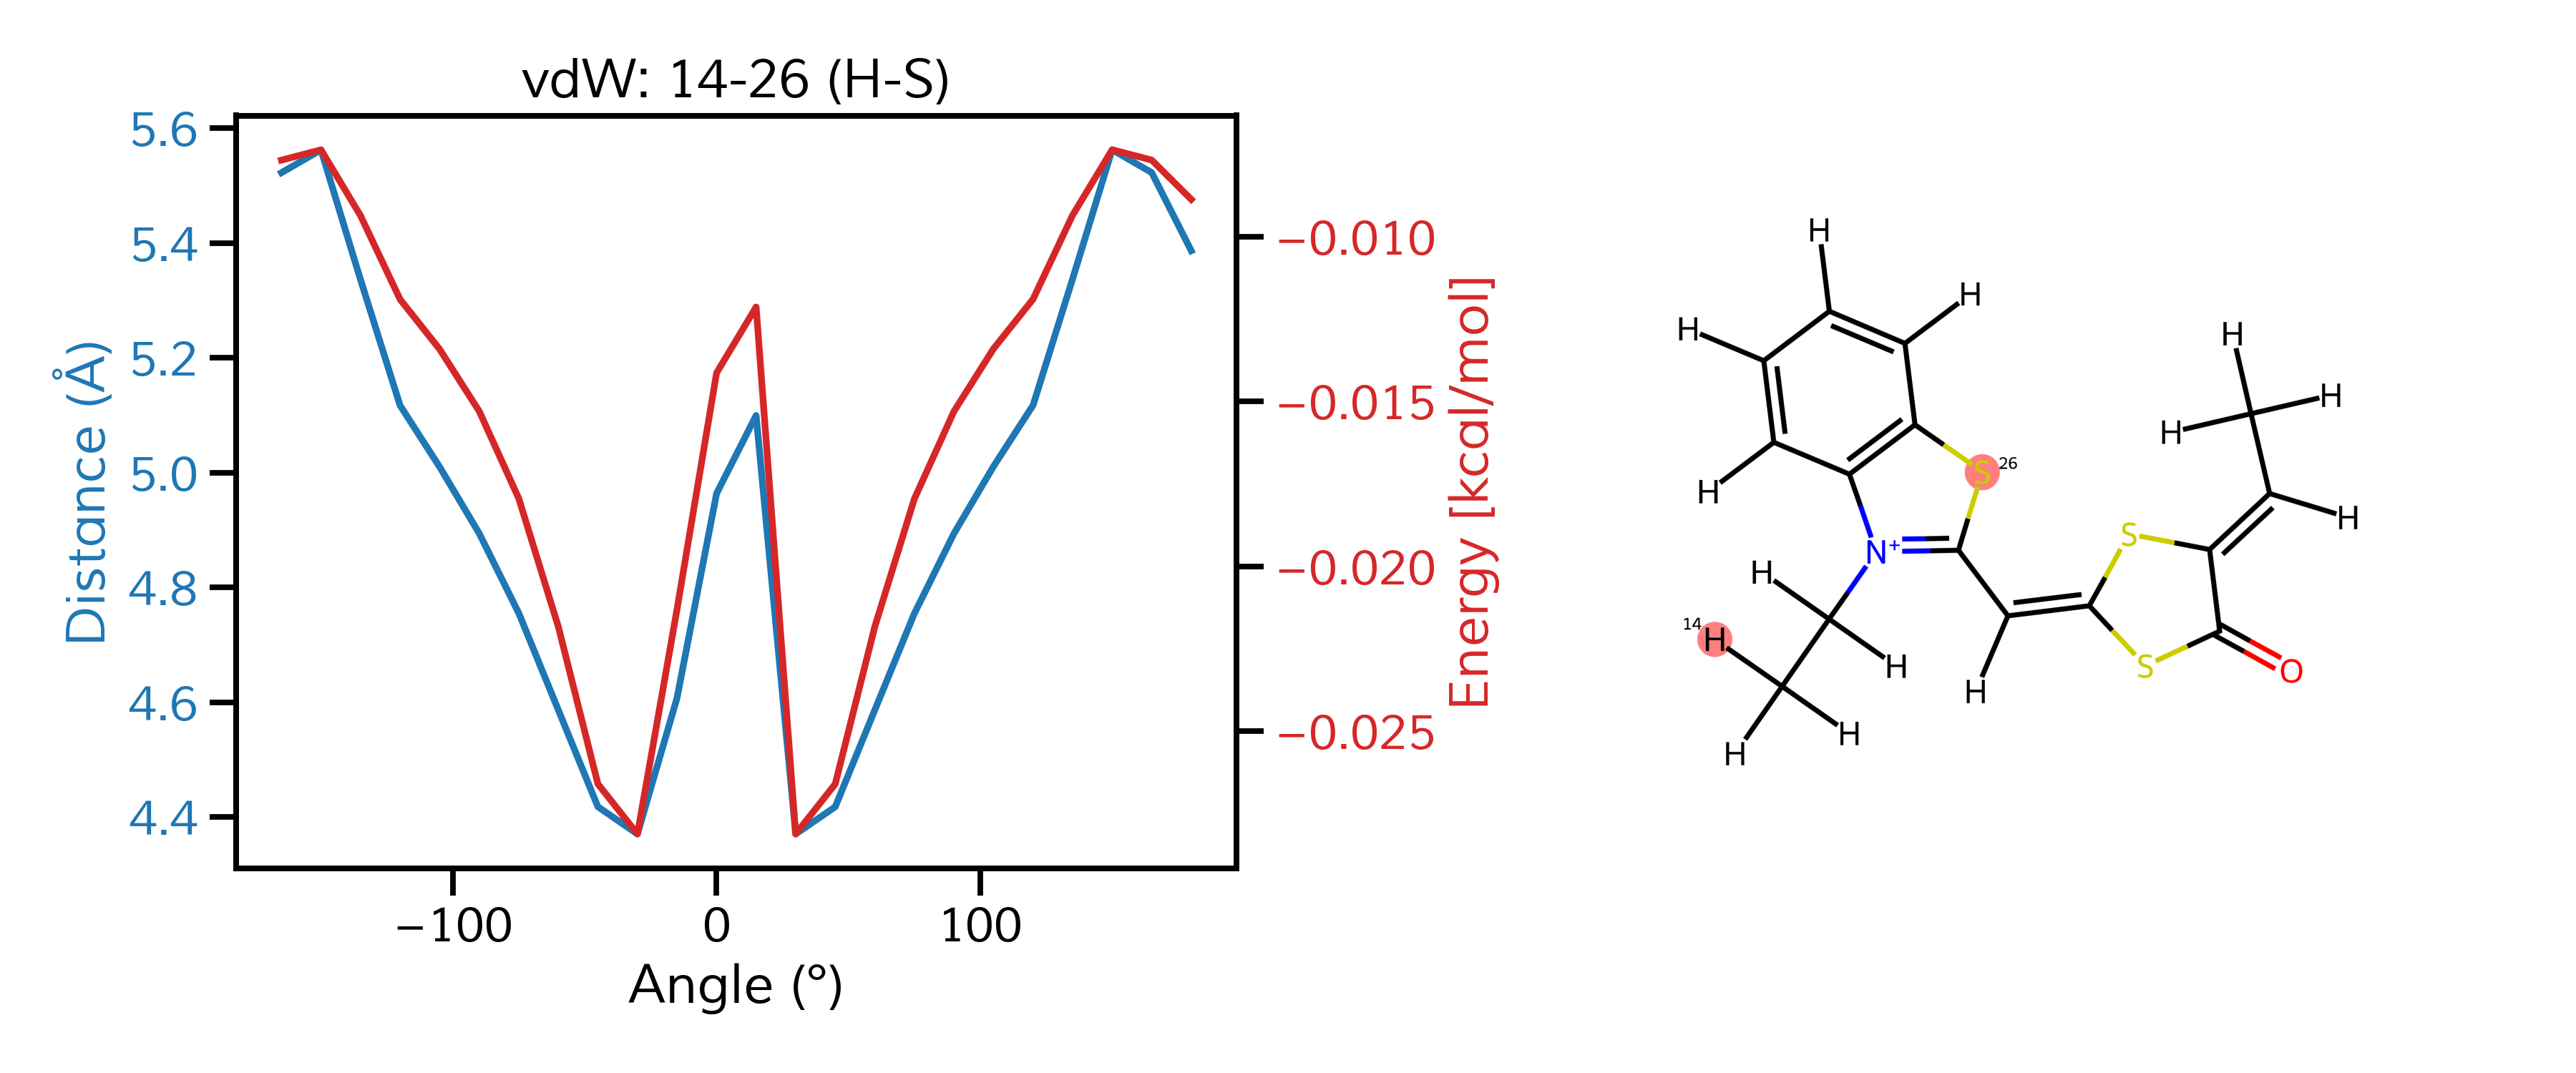 vdW: 14-26 (H-S)
5.6
5.4
5.2
5.0
4.8
4.6
4.4
Distance (Å)
−100
0
100
Angle (°)
−0.010
−0.015
−0.020
−0.025
Energy [kcal/mol]
H
H
H
H
H
H
H
S 26
H
H
S
N+
H
14 H
H
S
O
H
H
H